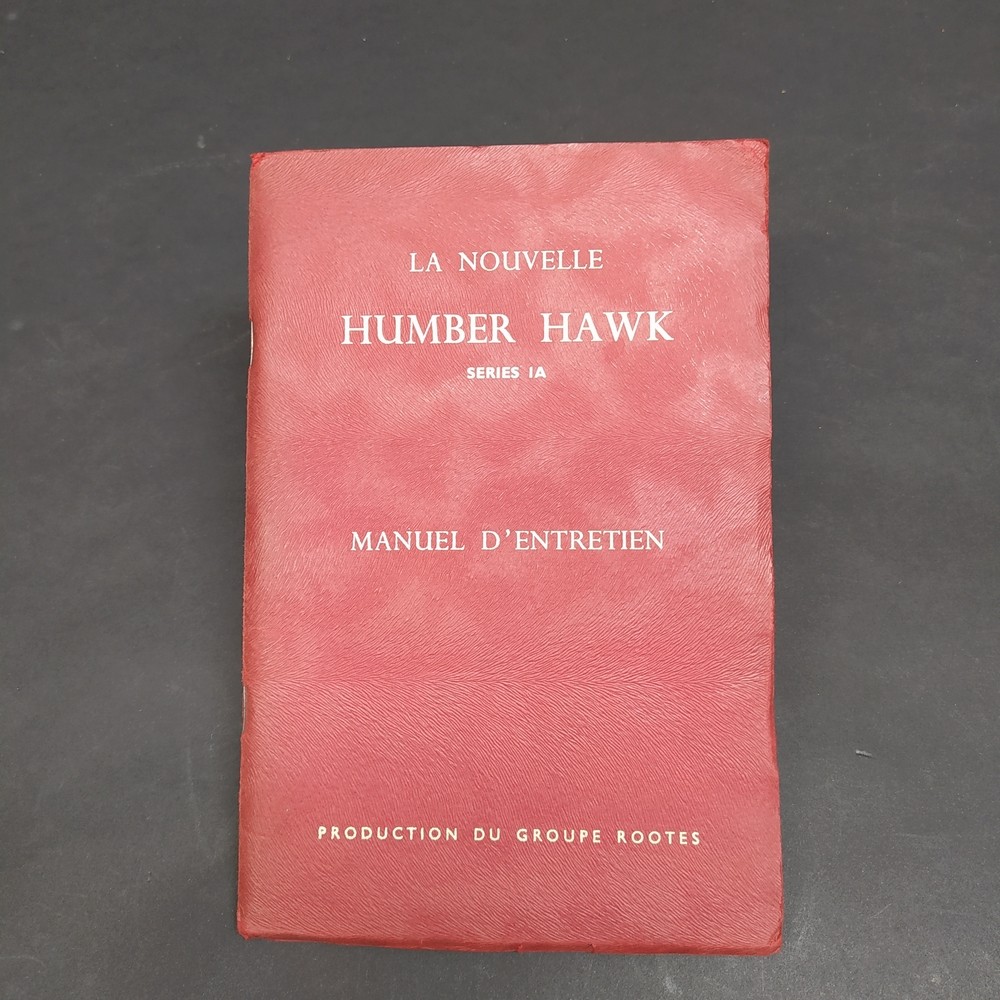 LA NOUVELLE
HUMBER HAWK
SERIES IA
MANUEL D'ENTRETIEN
PRODUCTION DU GROUPE ROOTES